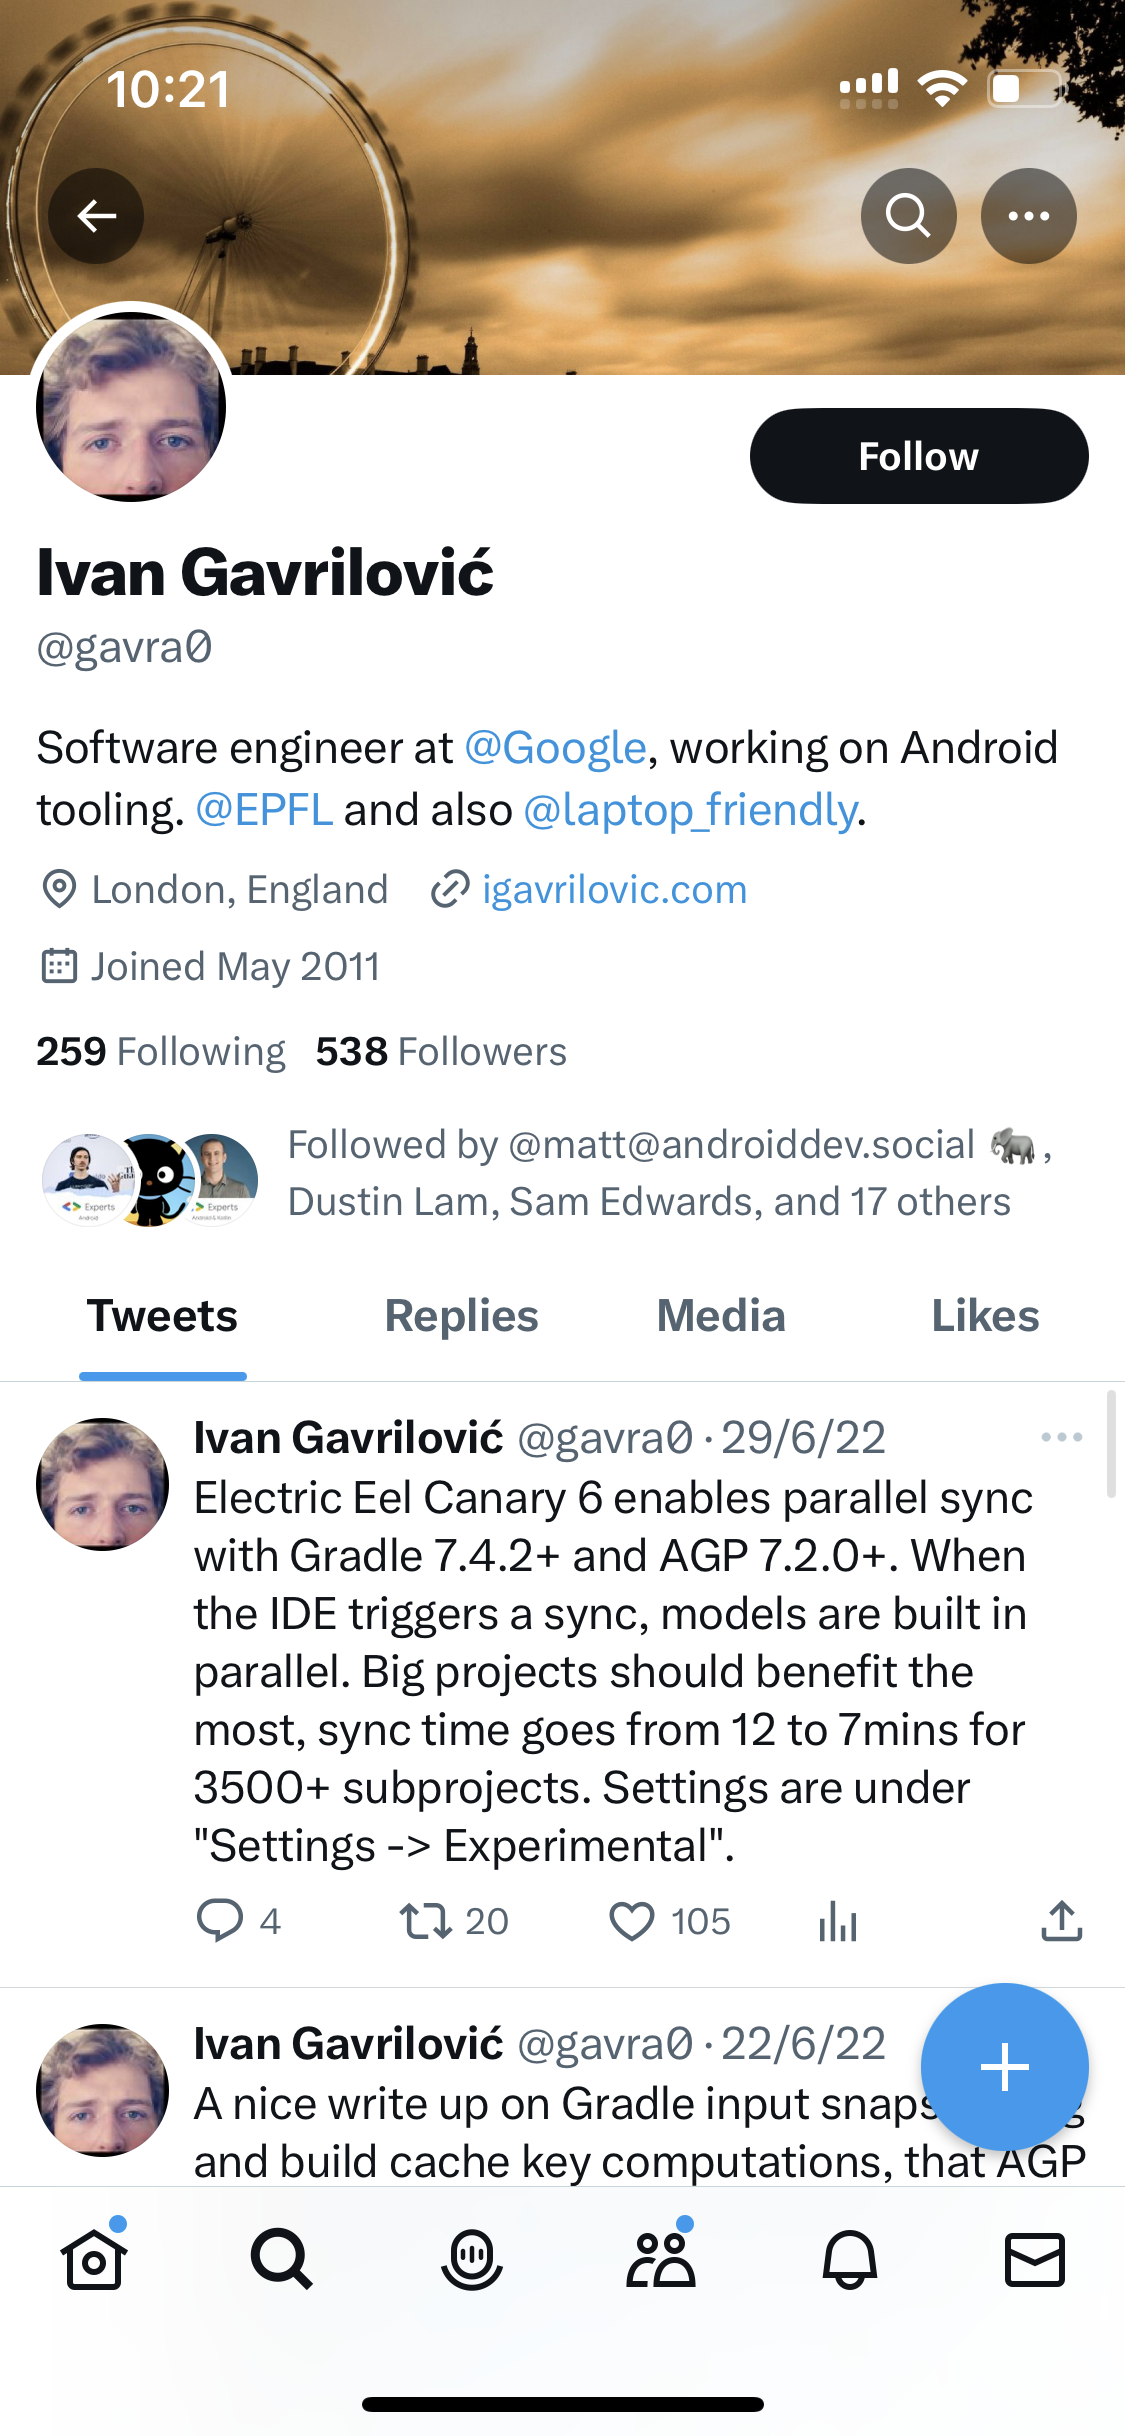 10:21
Follow
Ivan Gavrilović
@gavra0
Software engineer at @Google, working on Android
tooling. @EPFL and also @laptop_friendly.
London, England igavrilovic.com
Joined May 2011
259 Following 538 Followers
Followed by @matt@androiddev.social 🐘,
Dustin Lam, Sam Edwards, and 17 others
Experts
Android
Experts
Android & Kotlin
Tweets Replies Media Likes
Ivan Gavrilović @gavra0 · 29/6/22
Electric Eel Canary 6 enables parallel sync
with Gradle 7.4.2+ and AGP 7.2.0+. When
the IDE triggers a sync, models are built in
parallel. Big projects should benefit the
most, sync time goes from 12 to 7mins for
3500+ subprojects. Settings are under
"Settings -> Experimental".
4 20 105
Ivan Gavrilović @gavra0 · 22/6/22
A nice write up on Gradle input
and build cache key computations, that AGP